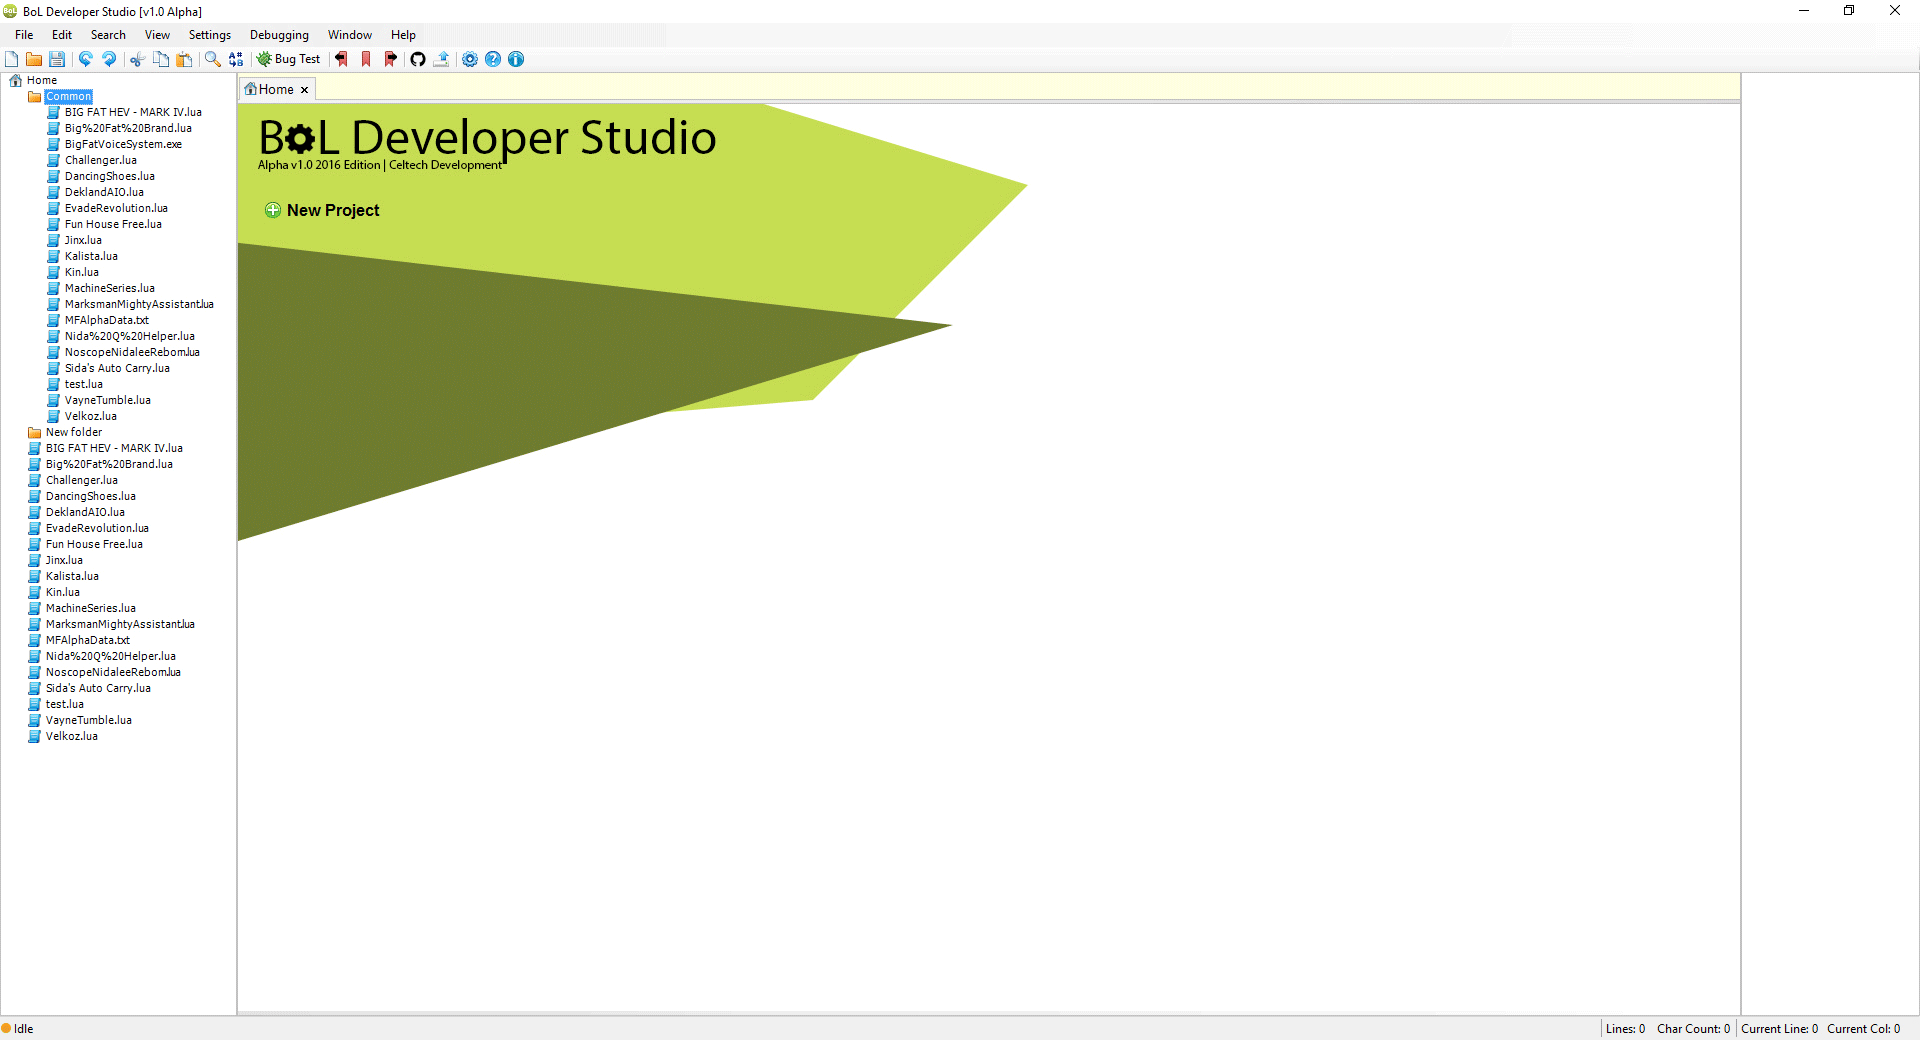 BoL Developer Studio [v1.0 Alpha]
File Edit Search View Settings Debugging Window Help
Bug Test
Home
Common
BIG FAT HEV - MARK IV.lua
Big%20Fat%20Brand.lua
BigFatVoiceSystem.exe
Challenger.lua
DancingShoes.lua
DeklandAIO.lua
EvadeRevolution.lua
Fun House Free.lua
Jinx.lua
Kalista.lua
Kin.lua
MachineSeries.lua
MarksmanMightyAssistant.lua
MFAlphaData.txt
Nida%20Q%20Helper.lua
NoscopeNidaleeReborn.lua
Sida's Auto Carry.lua
test.lua
VayneTumble.lua
Velkoz.lua
New folder
BIG FAT HEV - MARK IV.lua
Big%20Fat%20Brand.lua
Challenger.lua
DancingShoes.lua
DeklandAIO.lua
EvadeRevolution.lua
Fun House Free.lua
Jinx.lua
Kalista.lua
Kin.lua
MachineSeries.lua
MarksmanMightyAssistant.lua
MFAlphaData.txt
Nida%20Q%20Helper.lua
NoscopeNidaleeReborn.lua
Sida's Auto Carry.lua
test.lua
VayneTumble.lua
Velkoz.lua
Home
BoL Developer Studio
Alpha v1.0 2016 Edition | Celtech Development
New Project
Idle
Lines: 0 Char Count: 0 Current Line: 0 Current Col: 0